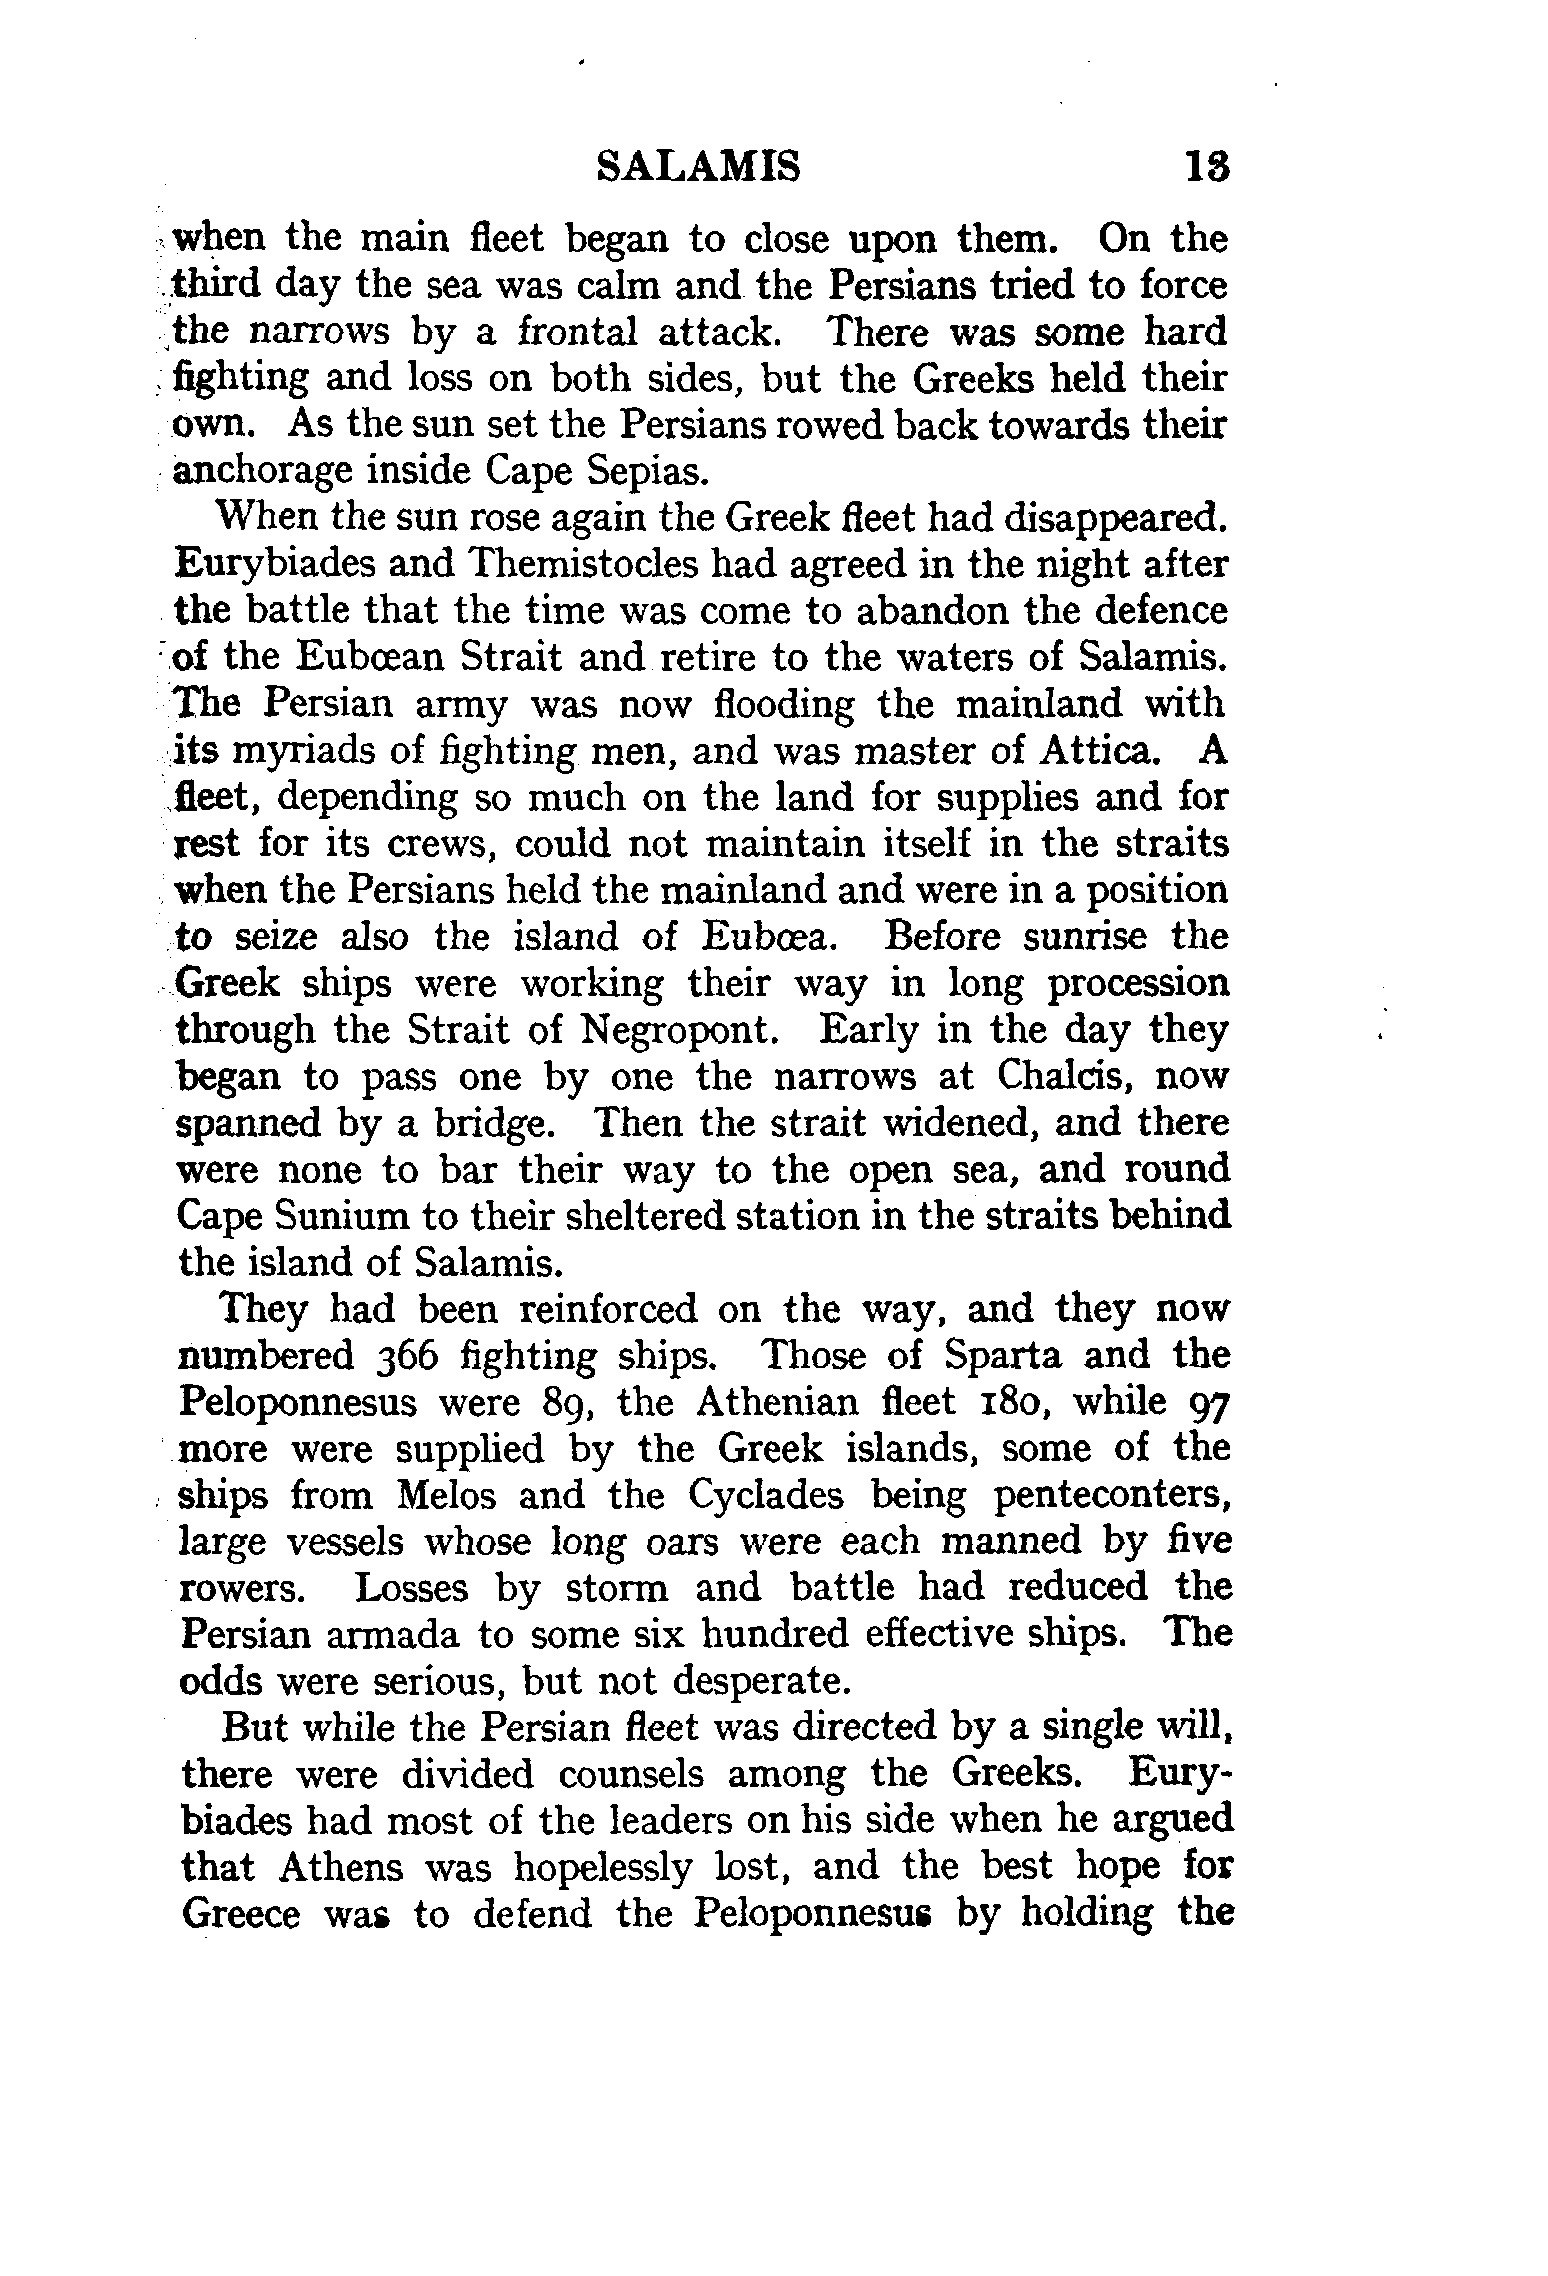 SALAMIS 13
when the main fleet began to close upon them. On the
third day the sea was calm and the Persians tried to force
the narrows by a frontal attack. There was some hard
fighting and loss on both sides, but the Greeks held their
own. As the sun set the Persians rowed back towards their
anchorage inside Cape Sepias.
When the sun rose again the Greek fleet had disappeared.
Eurybiades and Themistocles had agreed in the night after
the battle that the time was come to abandon the defence
of the Eubœan Strait and retire to the waters of Salamis.
The Persian army was now flooding the mainland with
its myriads of fighting men, and was master of Attica. A
fleet, depending so much on the land for supplies and for
rest for its crews, could not maintain itself in the straits
when the Persians held the mainland and were in a position
to seize also the island of Eubœa. Before sunrise the
Greek ships were working their way in long procession
through the Strait of Negropont. Early in the day they
began to pass one by one the narrows at Chalcis, now
spanned by a bridge. Then the strait widened, and there
were none to bar their way to the open sea, and round
Cape Sunium to their sheltered station in the straits behind
the island of Salamis.
They had been reinforced on the way, and they now
numbered 366 fighting ships. Those of Sparta and the
Peloponnesus were 89, the Athenian fleet 180, while 97
more were supplied by the Greek islands, some of the
ships from Melos and the Cyclades being penteconters,
large vessels whose long oars were each manned by five
rowers. Losses by storm and battle had reduced the
Persian armada to some six hundred effective ships. The
odds were serious, but not desperate.
But while the Persian fleet was directed by a single will,
there were divided counsels among the Greeks. Eury-
biades had most of the leaders on his side when he argued
that Athens was hopelessly lost, and the best hope for
Greece was to defend the Peloponnesus by holding the